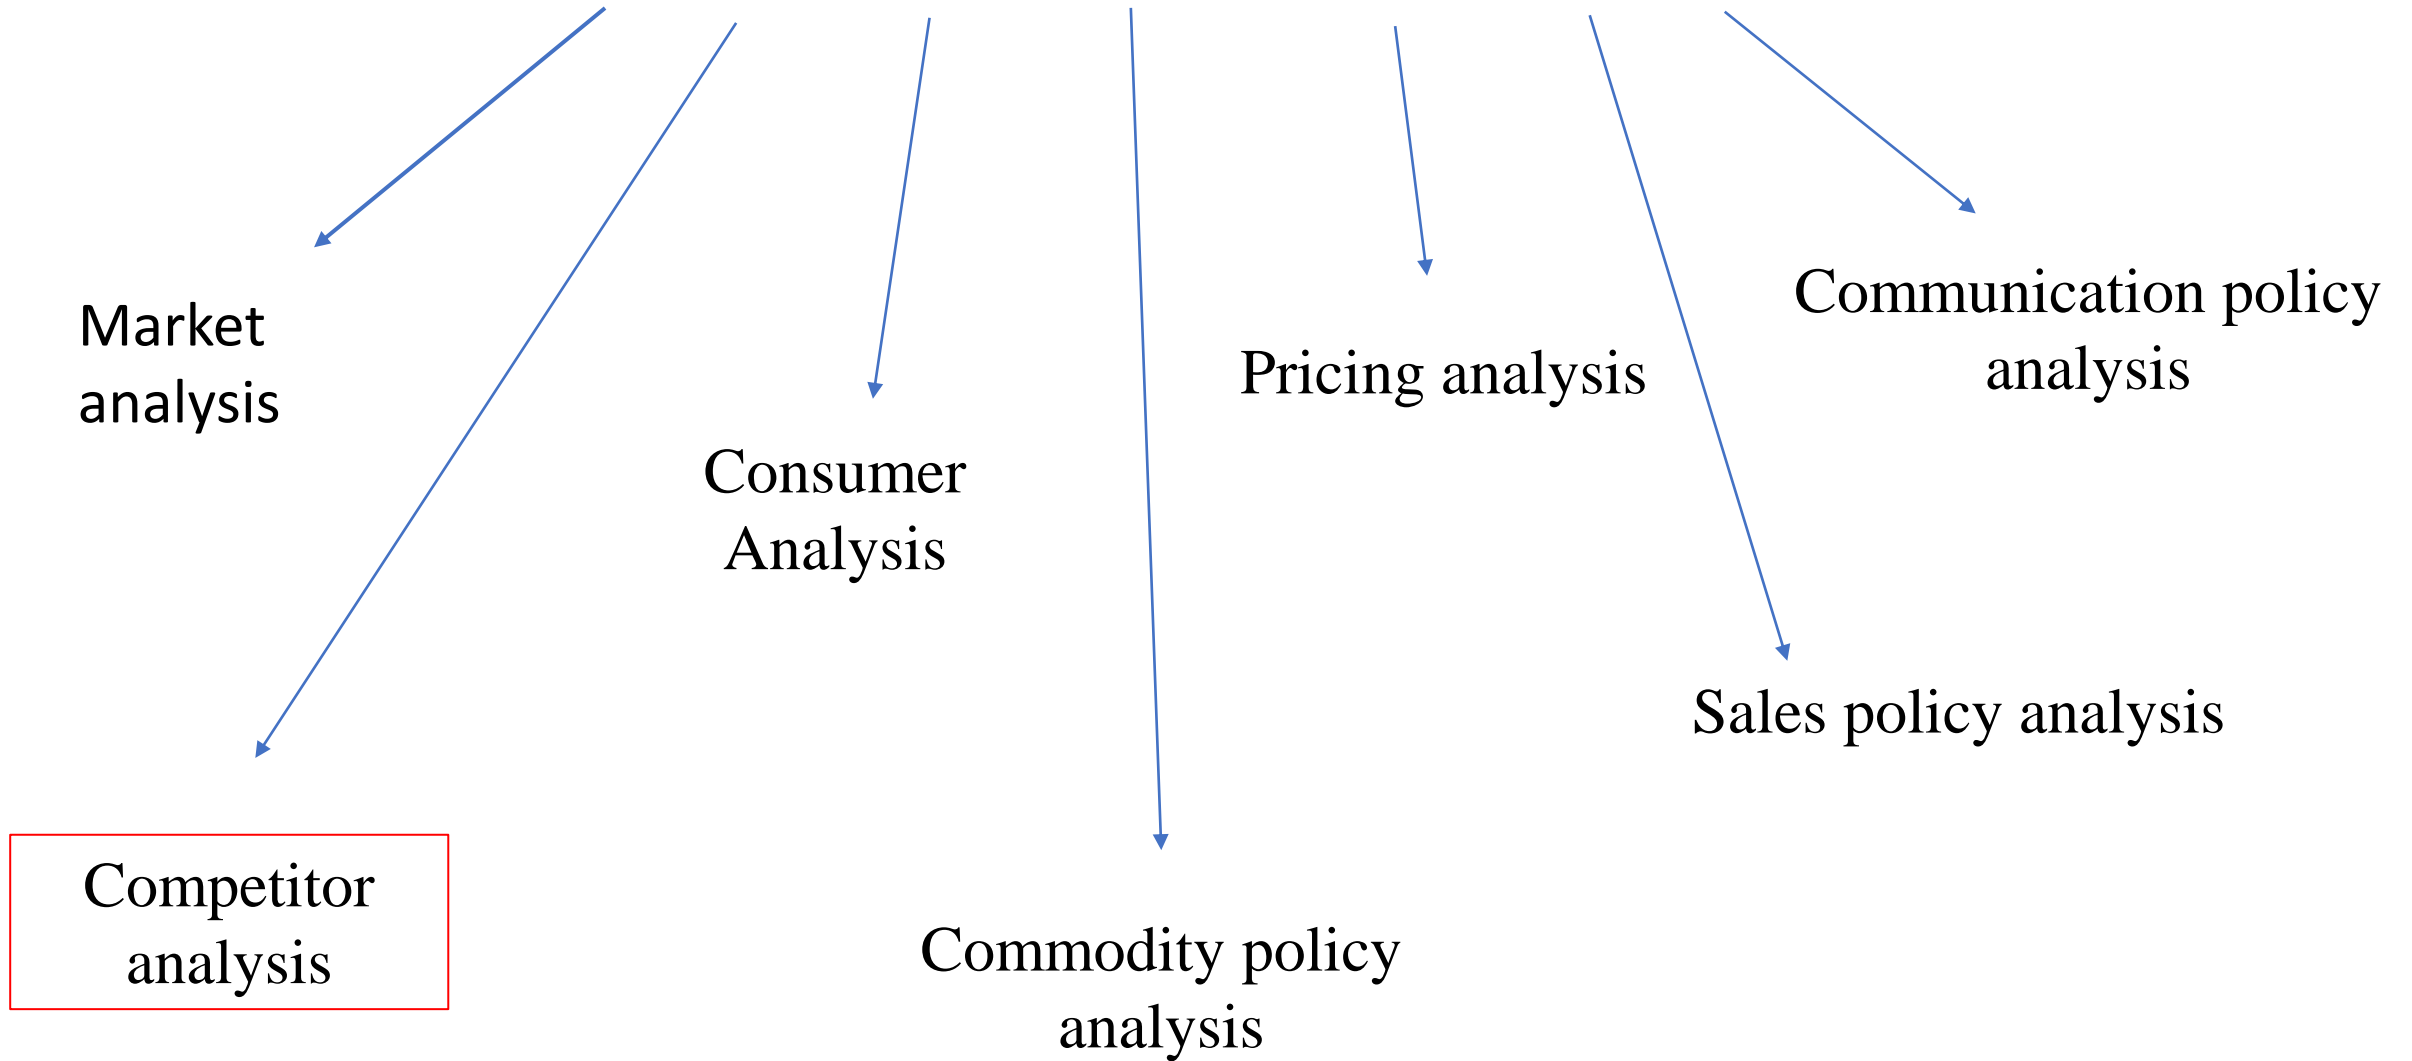 Market
analysis
Competitor
analysis
Consumer
Analysis
Commodity policy
analysis
Pricing analysis
Sales policy analysis
Communication policy
analysis